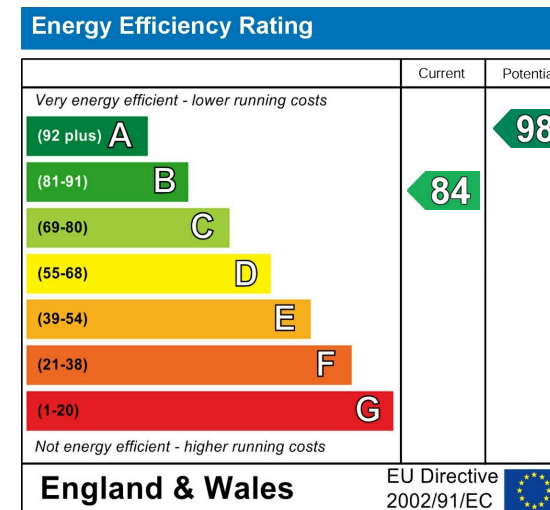 Energy Efficiency Rating
Current Potentia
Very energy efficient - lower running costs
(92 plus) A
98
(81-91) B
84
(69-80) C
(55-68) D
(39-54) E
(21-38) F
(1-20) G
Not energy efficient - higher running costs
England & Wales
EU Directive
2002/91/EC